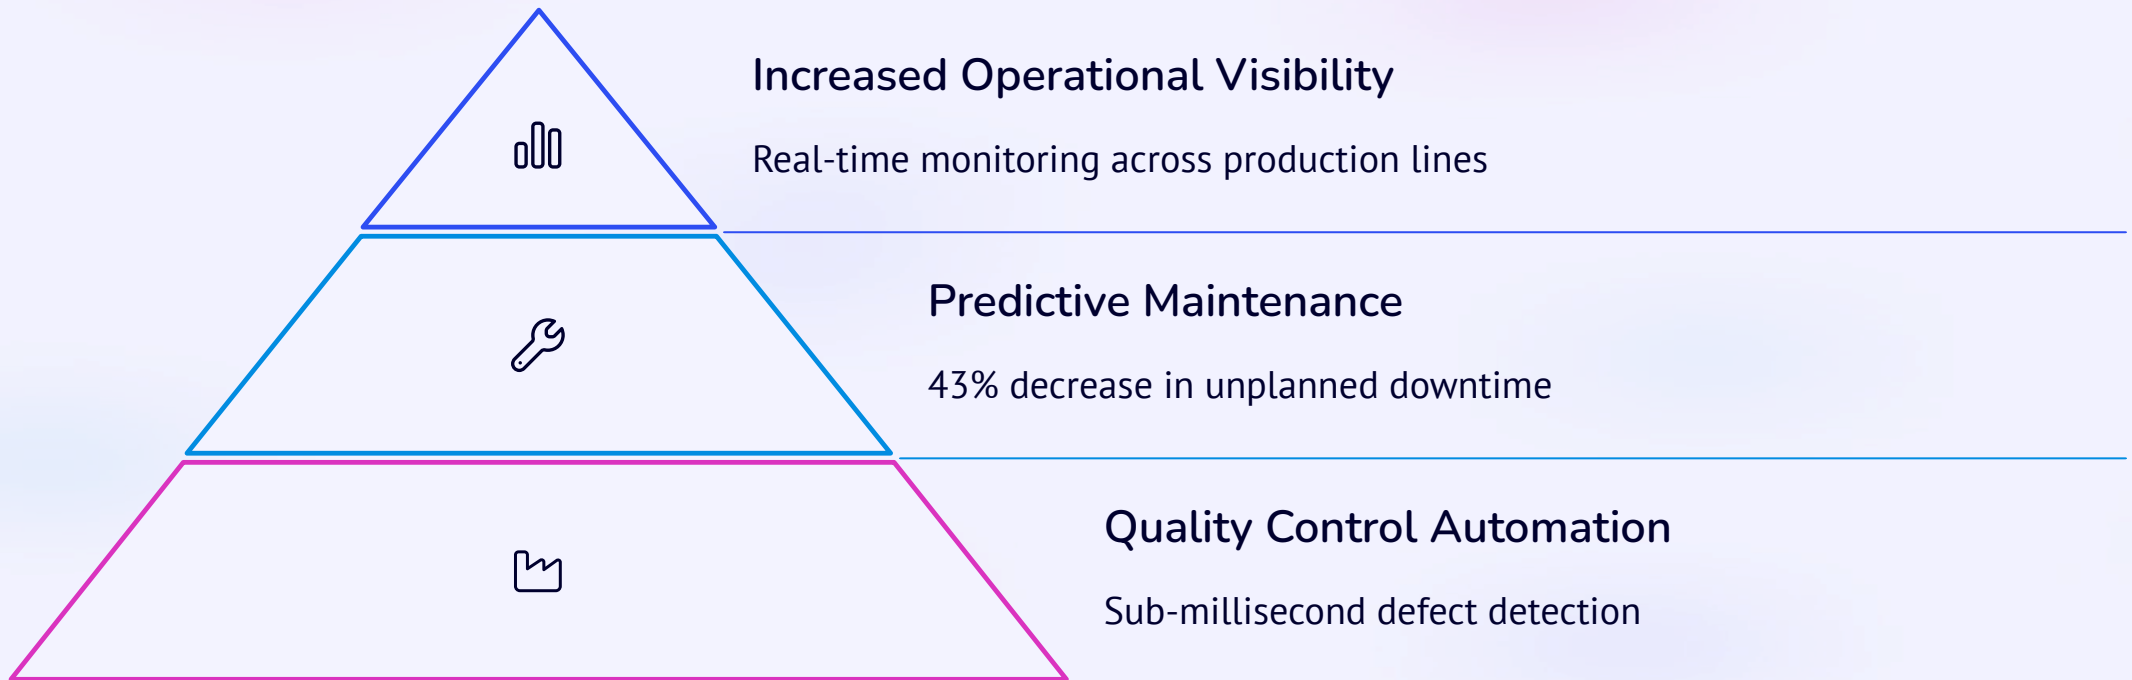 Increased Operational Visibility
Real-time monitoring across production lines
Predictive Maintenance
43% decrease in unplanned downtime
Quality Control Automation
Sub-millisecond defect detection